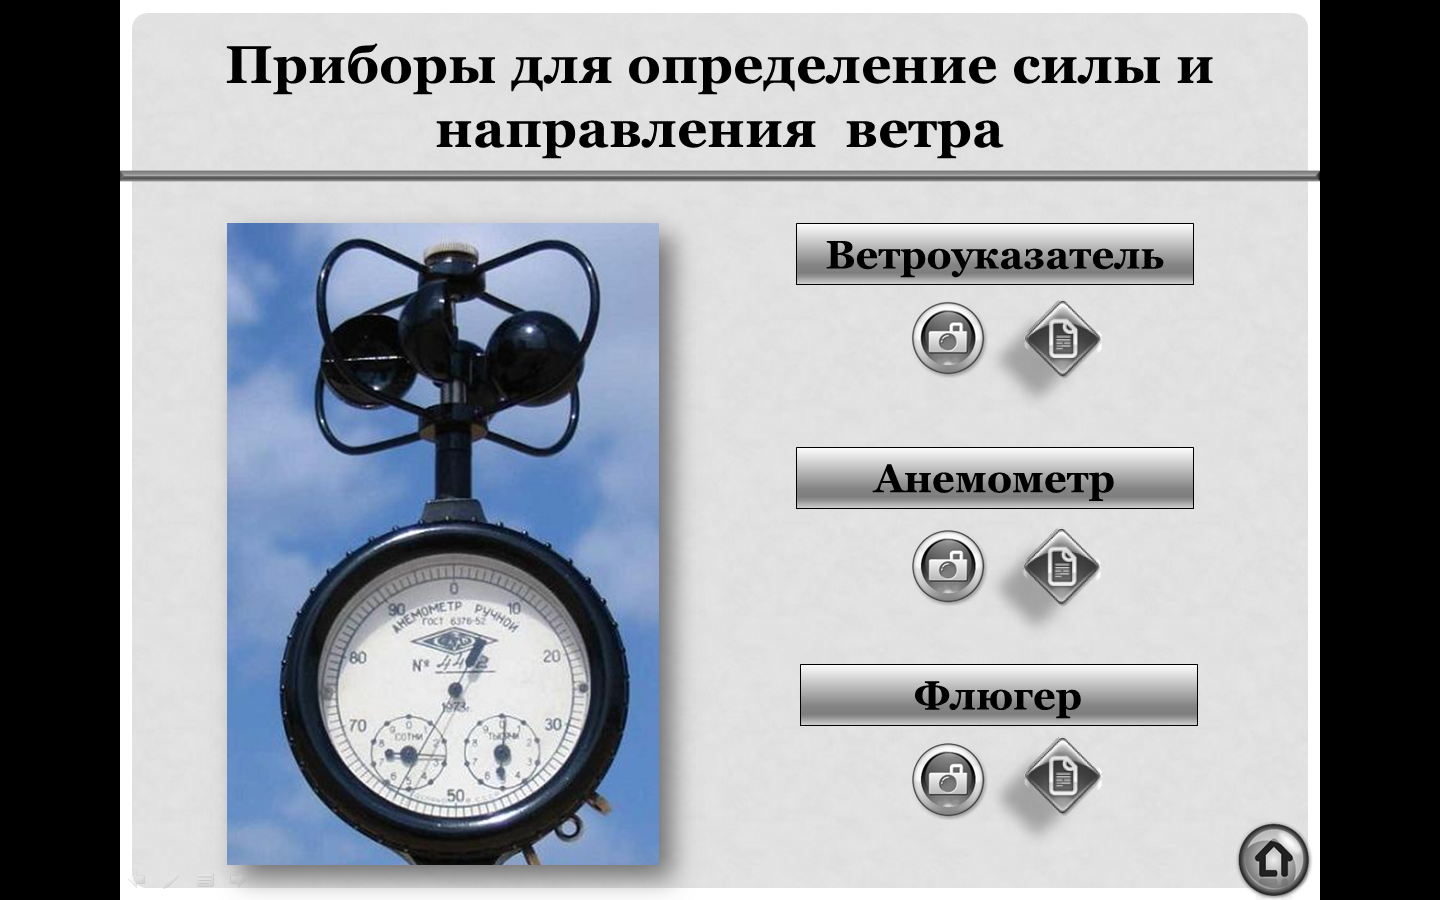 Приборы для определение силы и
направления ветра
Ветроуказатель
Анемометр
Флюгер
0
90
10
АНЕМОМЕТР РУЧНОЙ
ГОСТ 6376-52
№
80
20
1973г.
70
30
СОТНИ
ТЫСЯЧИ
50